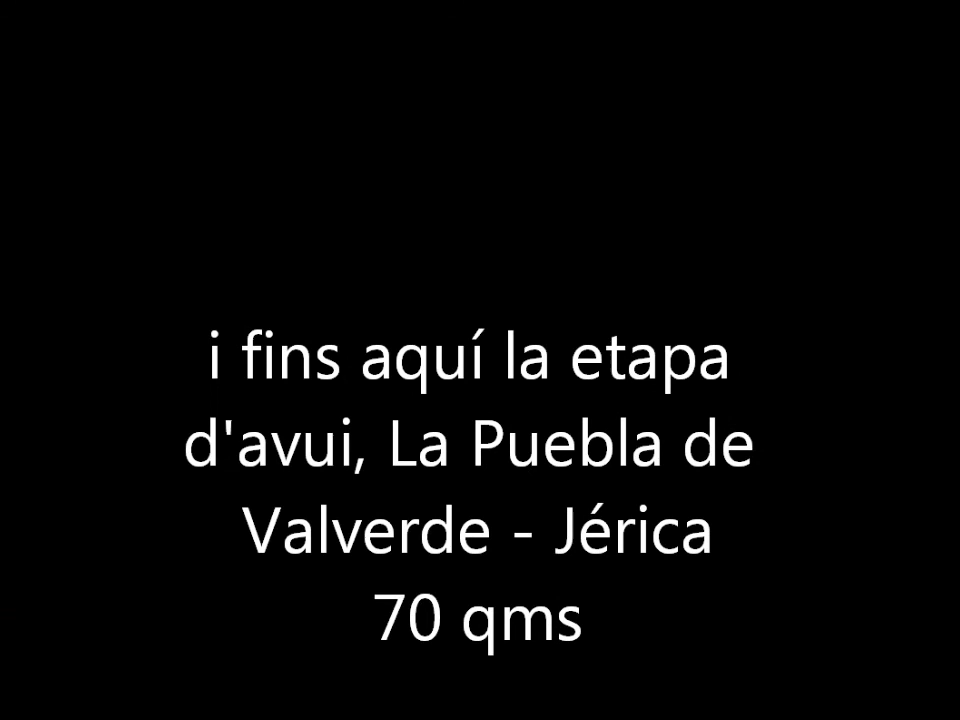 i fins aquí la etapa
d'avui, La Puebla de
Valverde - Jérica
70 qms